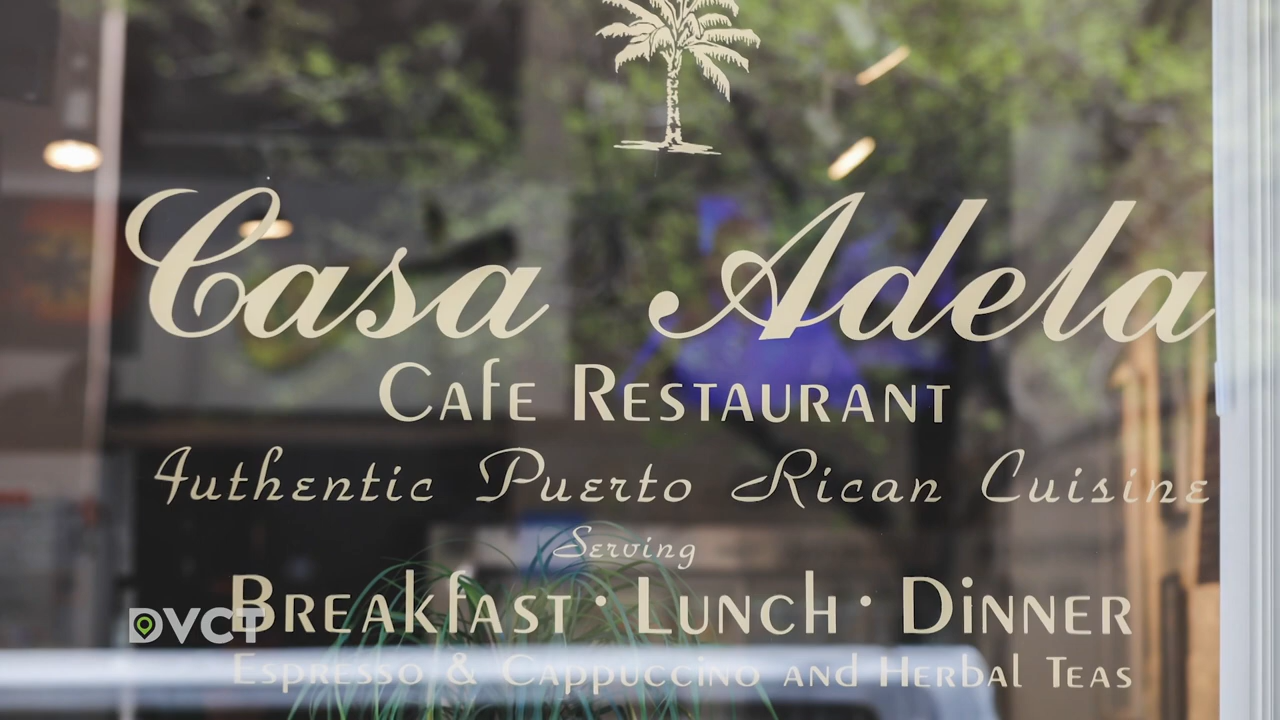 Casa Adela
Cafe Restaurant
Authentic Puerto Rican Cuisine
Serving
Breakfast · Lunch · Dinner
DVCT
Espresso & Cappuccino and Herbal Teas